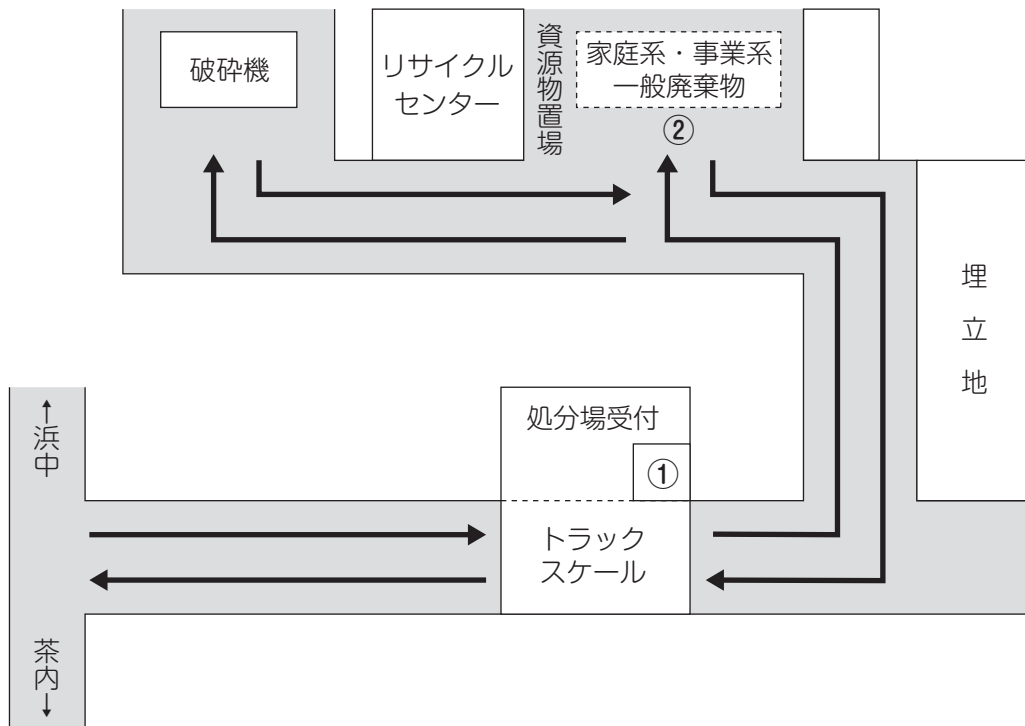 破砕機
リサイクル
センター
資源物置場
家庭系・事業系
一般廃棄物
②
埋立地
←浜中
処分場受付
①
トラック
スケール
茶内→